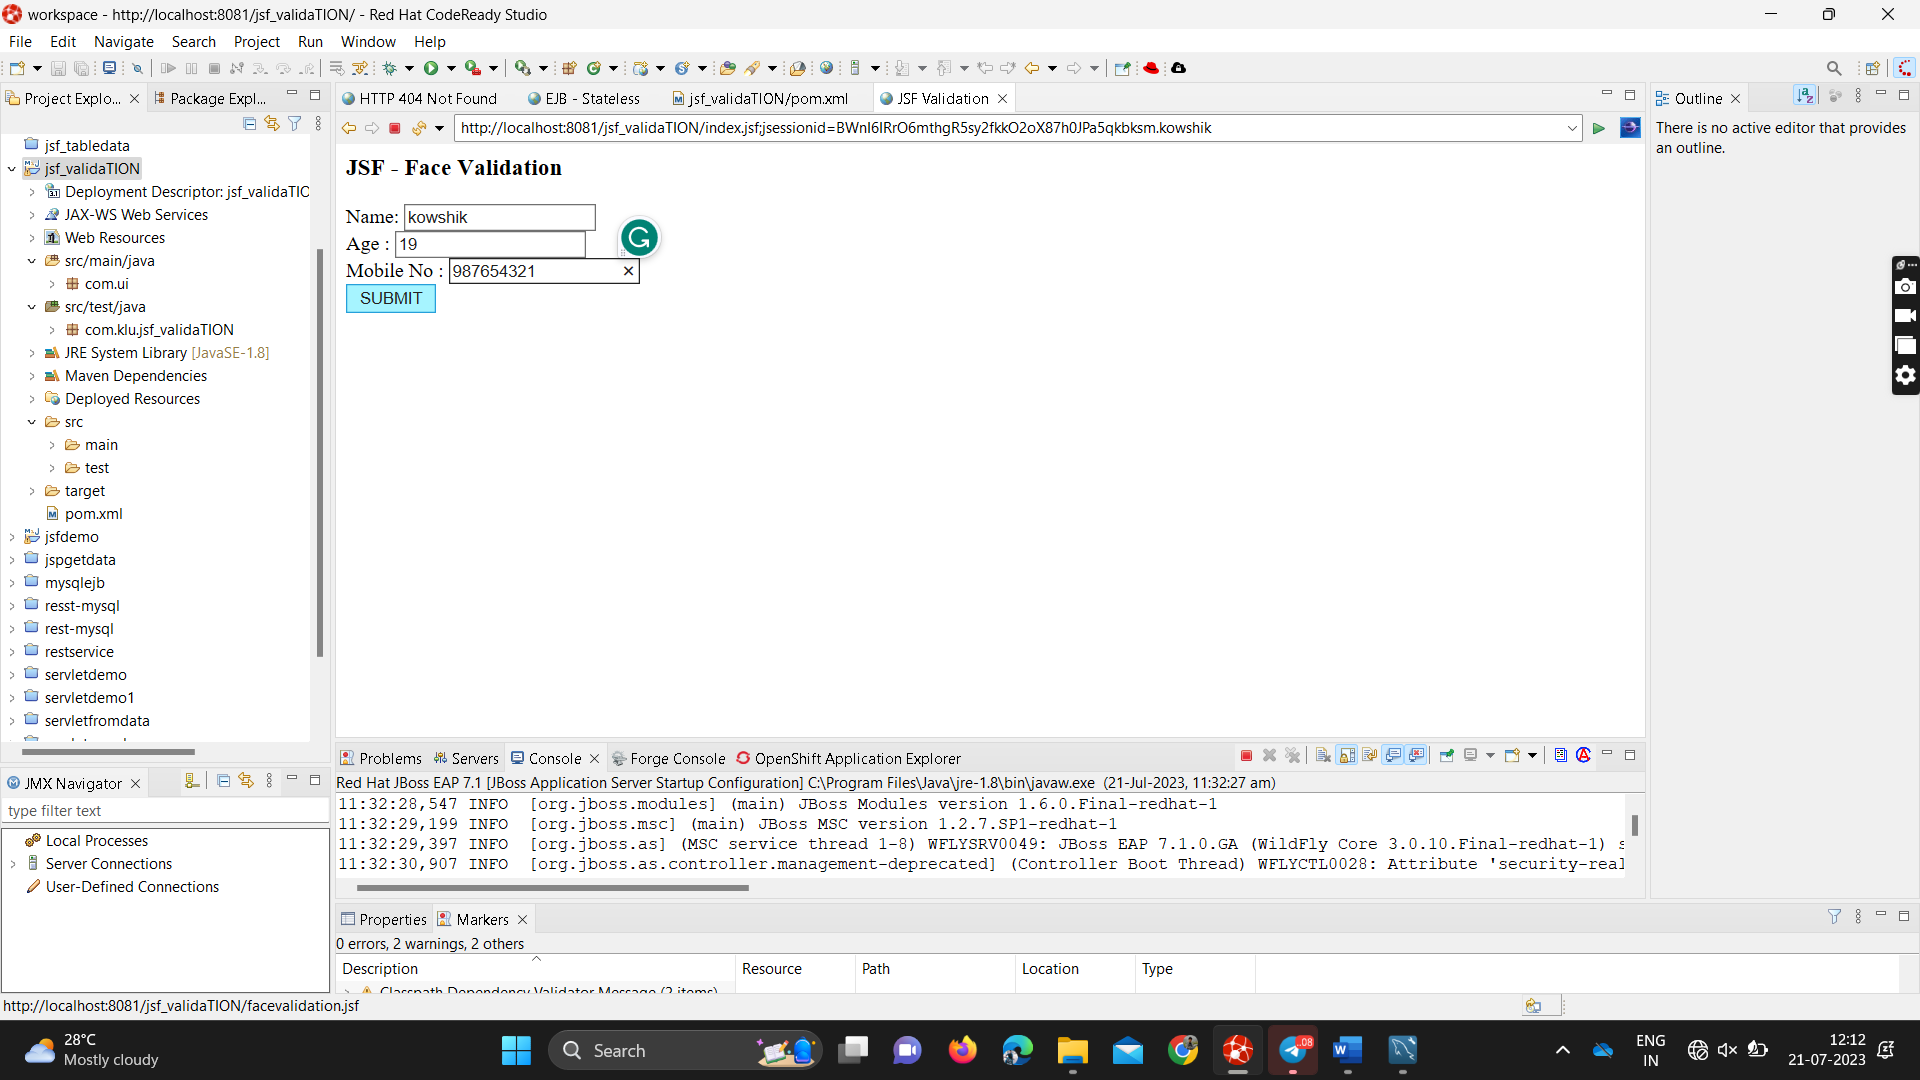 workspace - http://localhost:8081/jsf_validaTION/ - Red Hat CodeReady Studio
File Edit Navigate Search Project Run Window Help
Project Explo... Package Expl...
jsf_tabledata
jsf_validaTION
Deployment Descriptor: jsf_validaTIO
JAX-WS Web Services
Web Resources
src/main/java
com.ui
src/test/java
com.klu.jsf_validaTION
JRE System Library [JavaSE-1.8]
Maven Dependencies
Deployed Resources
src
main
test
target
pom.xml
jsfdemo
jspgetdata
mysqlejb
resst-mysql
rest-mysql
restservice
servletdemo
servletdemo1
servletfromdata
JMX Navigator
type filter text
Local Processes
Server Connections
User-Defined Connections
HTTP 404 Not Found EJB - Stateless jsf_validaTION/pom.xml JSF Validation
http://localhost:8081/jsf_validaTION/index.jsf;jsessionid=BWnI6IRrO6mthgR5sy2fkkO2oX87h0JPa5qkbksm.kowshik
JSF - Face Validation
Name: kowshik
Age : 19
Mobile No : 987654321
SUBMIT
Outline
There is no active editor that provides
an outline.
Problems Servers Console Forge Console OpenShift Application Explorer
Red Hat JBoss EAP 7.1 [JBoss Application Server Startup Configuration] C:\Program Files\Java\jre-1.8\bin\javaw.exe (21-Jul-2023, 11:32:27 am)
11:32:28,547 INFO [org.jboss.modules] (main) JBoss Modules version 1.6.0.Final-redhat-1
11:32:29,199 INFO [org.jboss.msc] (main) JBoss MSC version 1.2.7.SP1-redhat-1
11:32:29,397 INFO [org.jboss.as] (MSC service thread 1-8) WFLYSRV0049: JBoss EAP 7.1.0.GA (WildFly Core 3.0.10.Final-redhat-1) s
11:32:30,907 INFO [org.jboss.as.controller.management-deprecated] (Controller Boot Thread) WFLYCTL0028: Attribute 'security-real
Properties Markers
0 errors, 2 warnings, 2 others
Description Resource Path Location Type
Classpath Dependency Validator Message (2 items)
http://localhost:8081/jsf_validaTION/facevalidation.jsf
28°C
Mostly cloudy
Search
.08
ENG
IN
12:12
21-07-2023